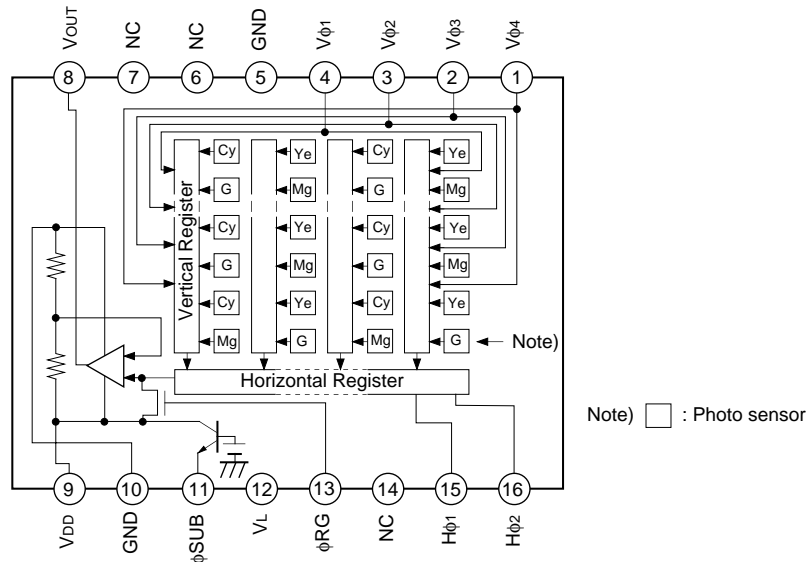 VOUT NC NC GND Vϕ1 Vϕ2 Vϕ3 Vϕ4
8 7 6 5 4 3 2 1
Vertical Register
Cy Ye Cy Ye
G Mg G Mg
Cy Ye Cy Ye
G Mg G Mg
Cy Ye Cy Ye
Mg G Mg G Note)
Horizontal Register
Note) : Photo sensor
9 10 11 12 13 14 15 16
VDD GND ϕSUB VL ϕRG NC Hϕ1 Hϕ2